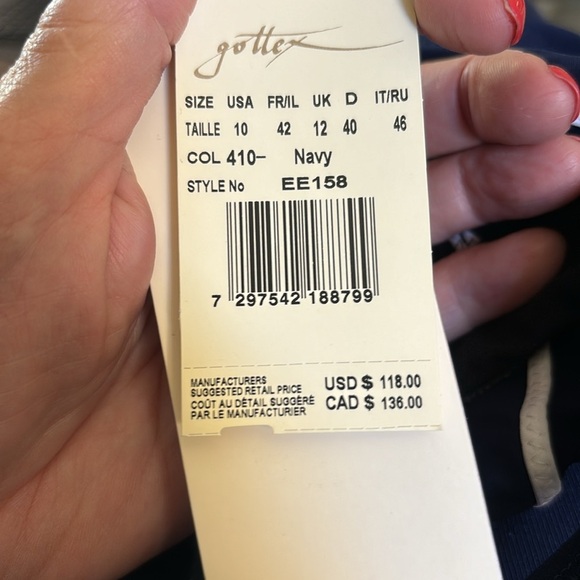 gottex
SIZE USA FR/IL UK D IT/RU
TAILLE 10 42 12 40 46
COL 410- Navy
STYLE No EE158
7 297542 188799
MANUFACTURERS
SUGGESTED RETAIL PRICE USD $ 118.00
COÛT AU DÉTAIL SUGGÉRÉ
PAR LE MANUFACTURIER CAD $ 136.00